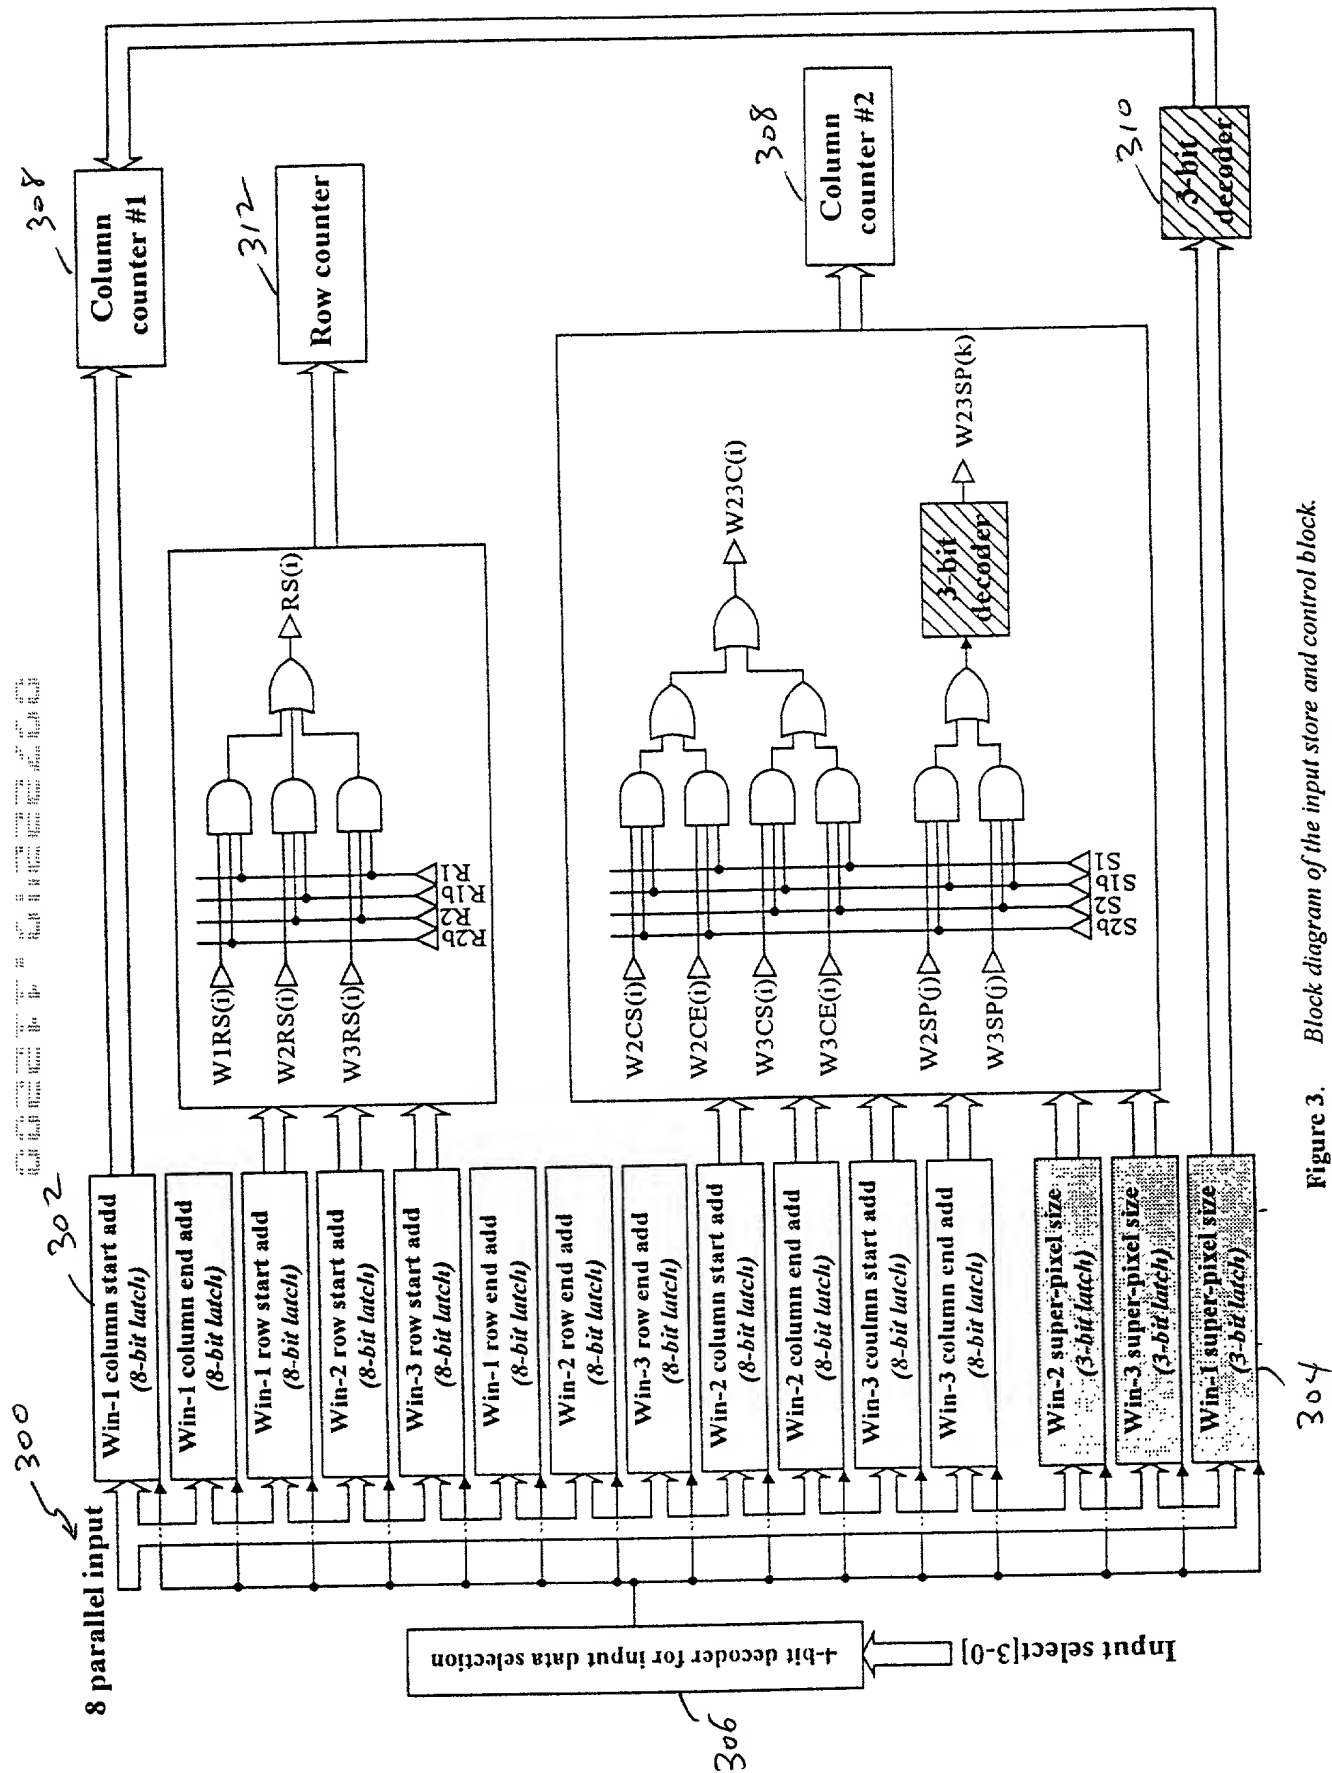 300
8 parallel input
302
Win-1 column start add
(8-bit latch)
Win-1 column end add
(8-bit latch)
Win-1 row start add
(8-bit latch)
Win-2 row start add
(8-bit latch)
Win-3 row start add
(8-bit latch)
Win-1 row end add
(8-bit latch)
Win-2 row end add
(8-bit latch)
Win-3 row end add
(8-bit latch)
Win-2 column start add
(8-bit latch)
Win-2 column end add
(8-bit latch)
Win-3 coulmn start add
(8-bit latch)
Win-3 column end add
(8-bit latch)
Win-2 super-pixel size
(3-bit latch)
Win-3 super-pixel size
(3-bit latch)
Win-1 super-pixel size
(3-bit latch)
304
4-bit decoder for input data selection
306
Input select[3-0]
W1RS(i)
W2RS(i)
W3RS(i)
R1
R1b
R2
R2b
RS(i)
W2CS(i)
W2CE(i)
W3CS(i)
W3CE(i)
W2SP(j)
W3SP(j)
S1
S1b
S2
S2b
W23C(i)
3-bit
decoder
W23SP(k)
308
Column
counter #1
312
Row counter
308
Column
counter #2
310
3-bit
decoder
Figure 3. Block diagram of the input store and control block.